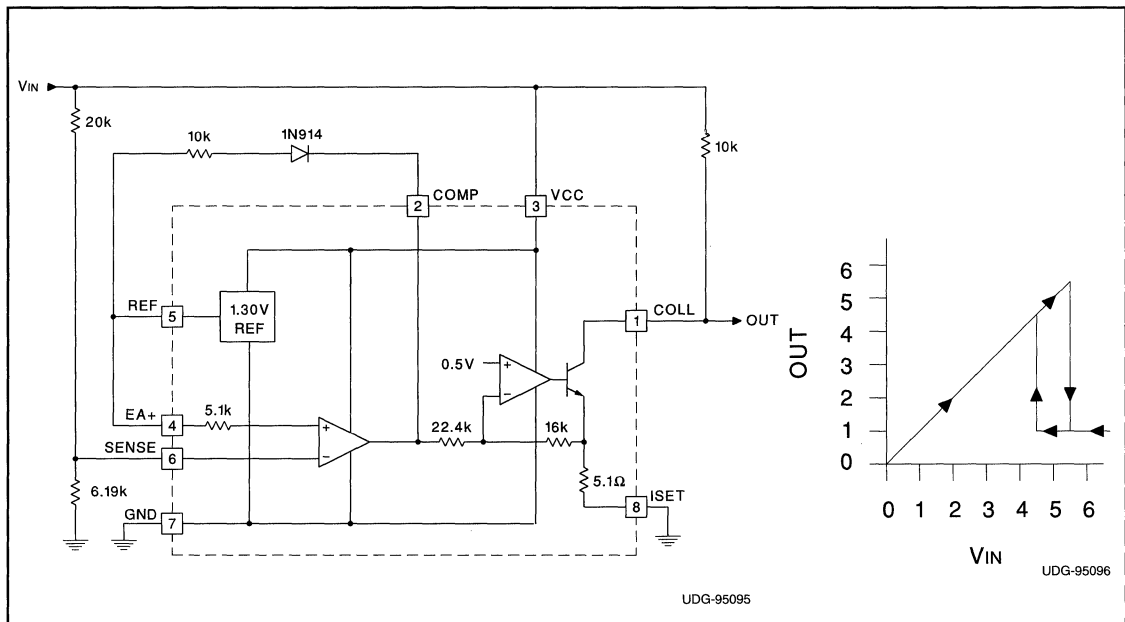 VIN
20k
10k
1N914
10k
2 COMP
3 VCC
REF 5
1.30V
REF
1 COLL
OUT
0.5V
+
−
EA+ 4
5.1k
+
−
SENSE 6
22.4k
16k
6.19k
5.1Ω
GND 7
8 ISET
UDG-95095
OUT
6
5
4
3
2
1
0
0 1 2 3 4 5 6
VIN
UDG-95096